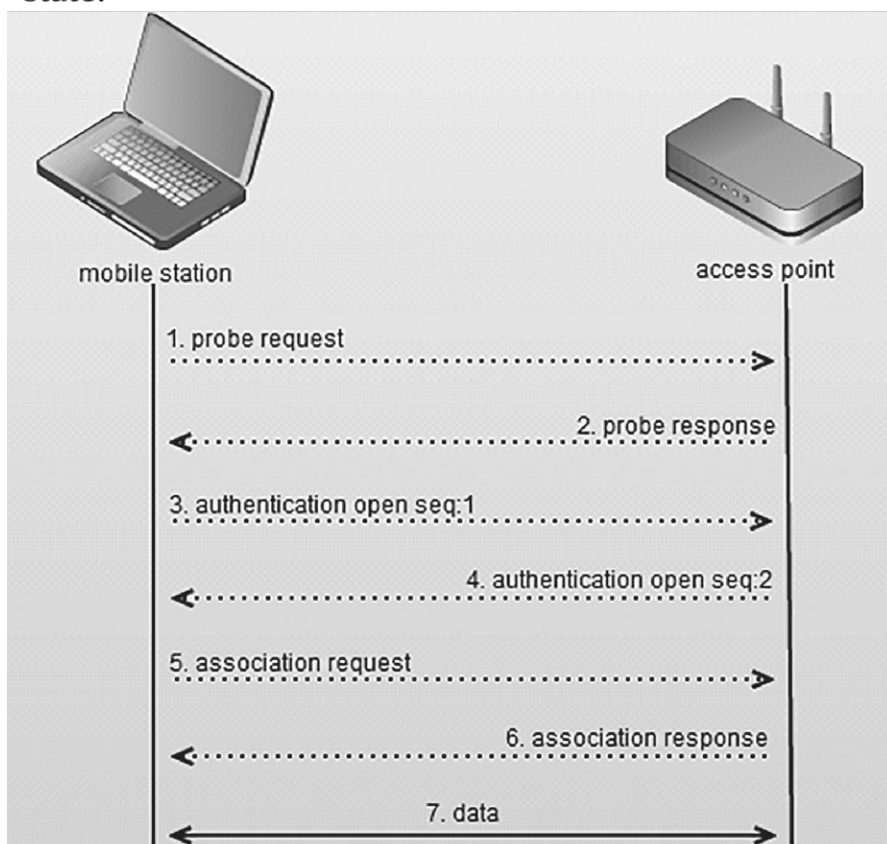 mobile station
access point
1. probe request
2. probe response
3. authentication open seq:1
4. authentication open seq:2
5. association request
6. association response
7. data